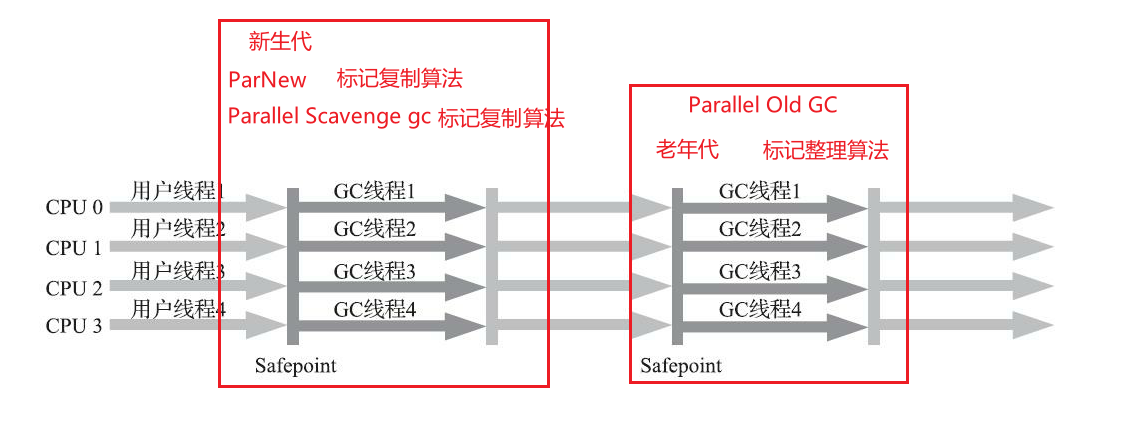 新生代
ParNew 标记复制算法
Parallel Scavenge gc 标记复制算法
Parallel Old GC
老年代 标记整理算法
CPU 0 用户线程1 GC线程1 GC线程1
CPU 1 用户线程2 GC线程2 GC线程2
CPU 2 用户线程3 GC线程3 GC线程3
CPU 3 用户线程4 GC线程4 GC线程4
Safepoint Safepoint